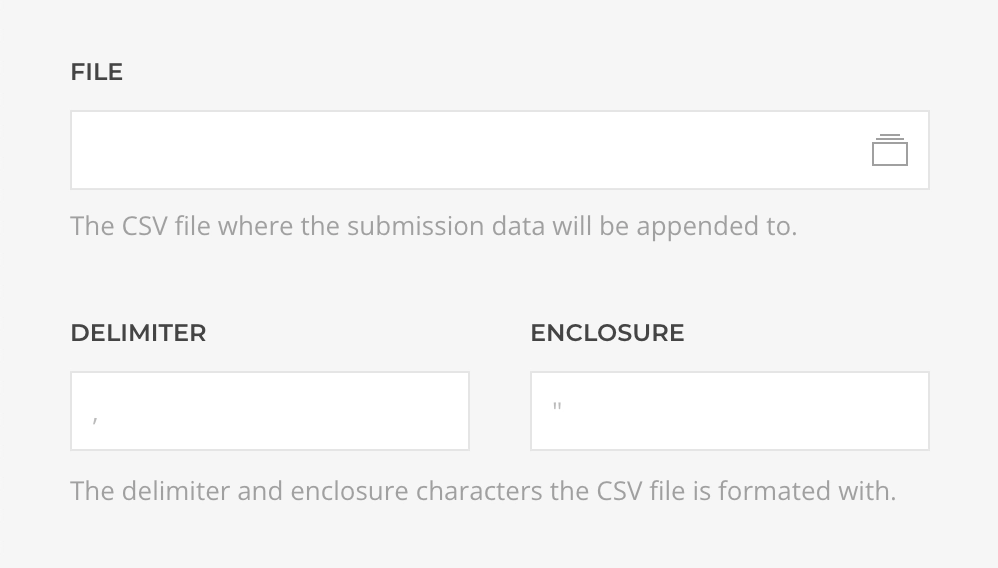 FILE
The CSV file where the submission data will be appended to.
DELIMITER ENCLOSURE
, "
The delimiter and enclosure characters the CSV file is formated with.